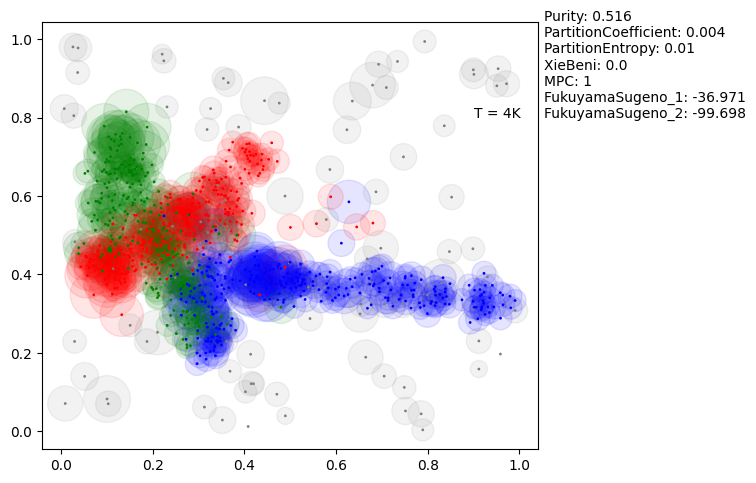 Purity: 0.516
PartitionCoefficient: 0.004
PartitionEntropy: 0.01
XieBeni: 0.0
MPC: 1
FukuyamaSugeno_1: -36.971
FukuyamaSugeno_2: -99.698
T = 4K
1.0
0.8
0.6
0.4
0.2
0.0
0.0 0.2 0.4 0.6 0.8 1.0